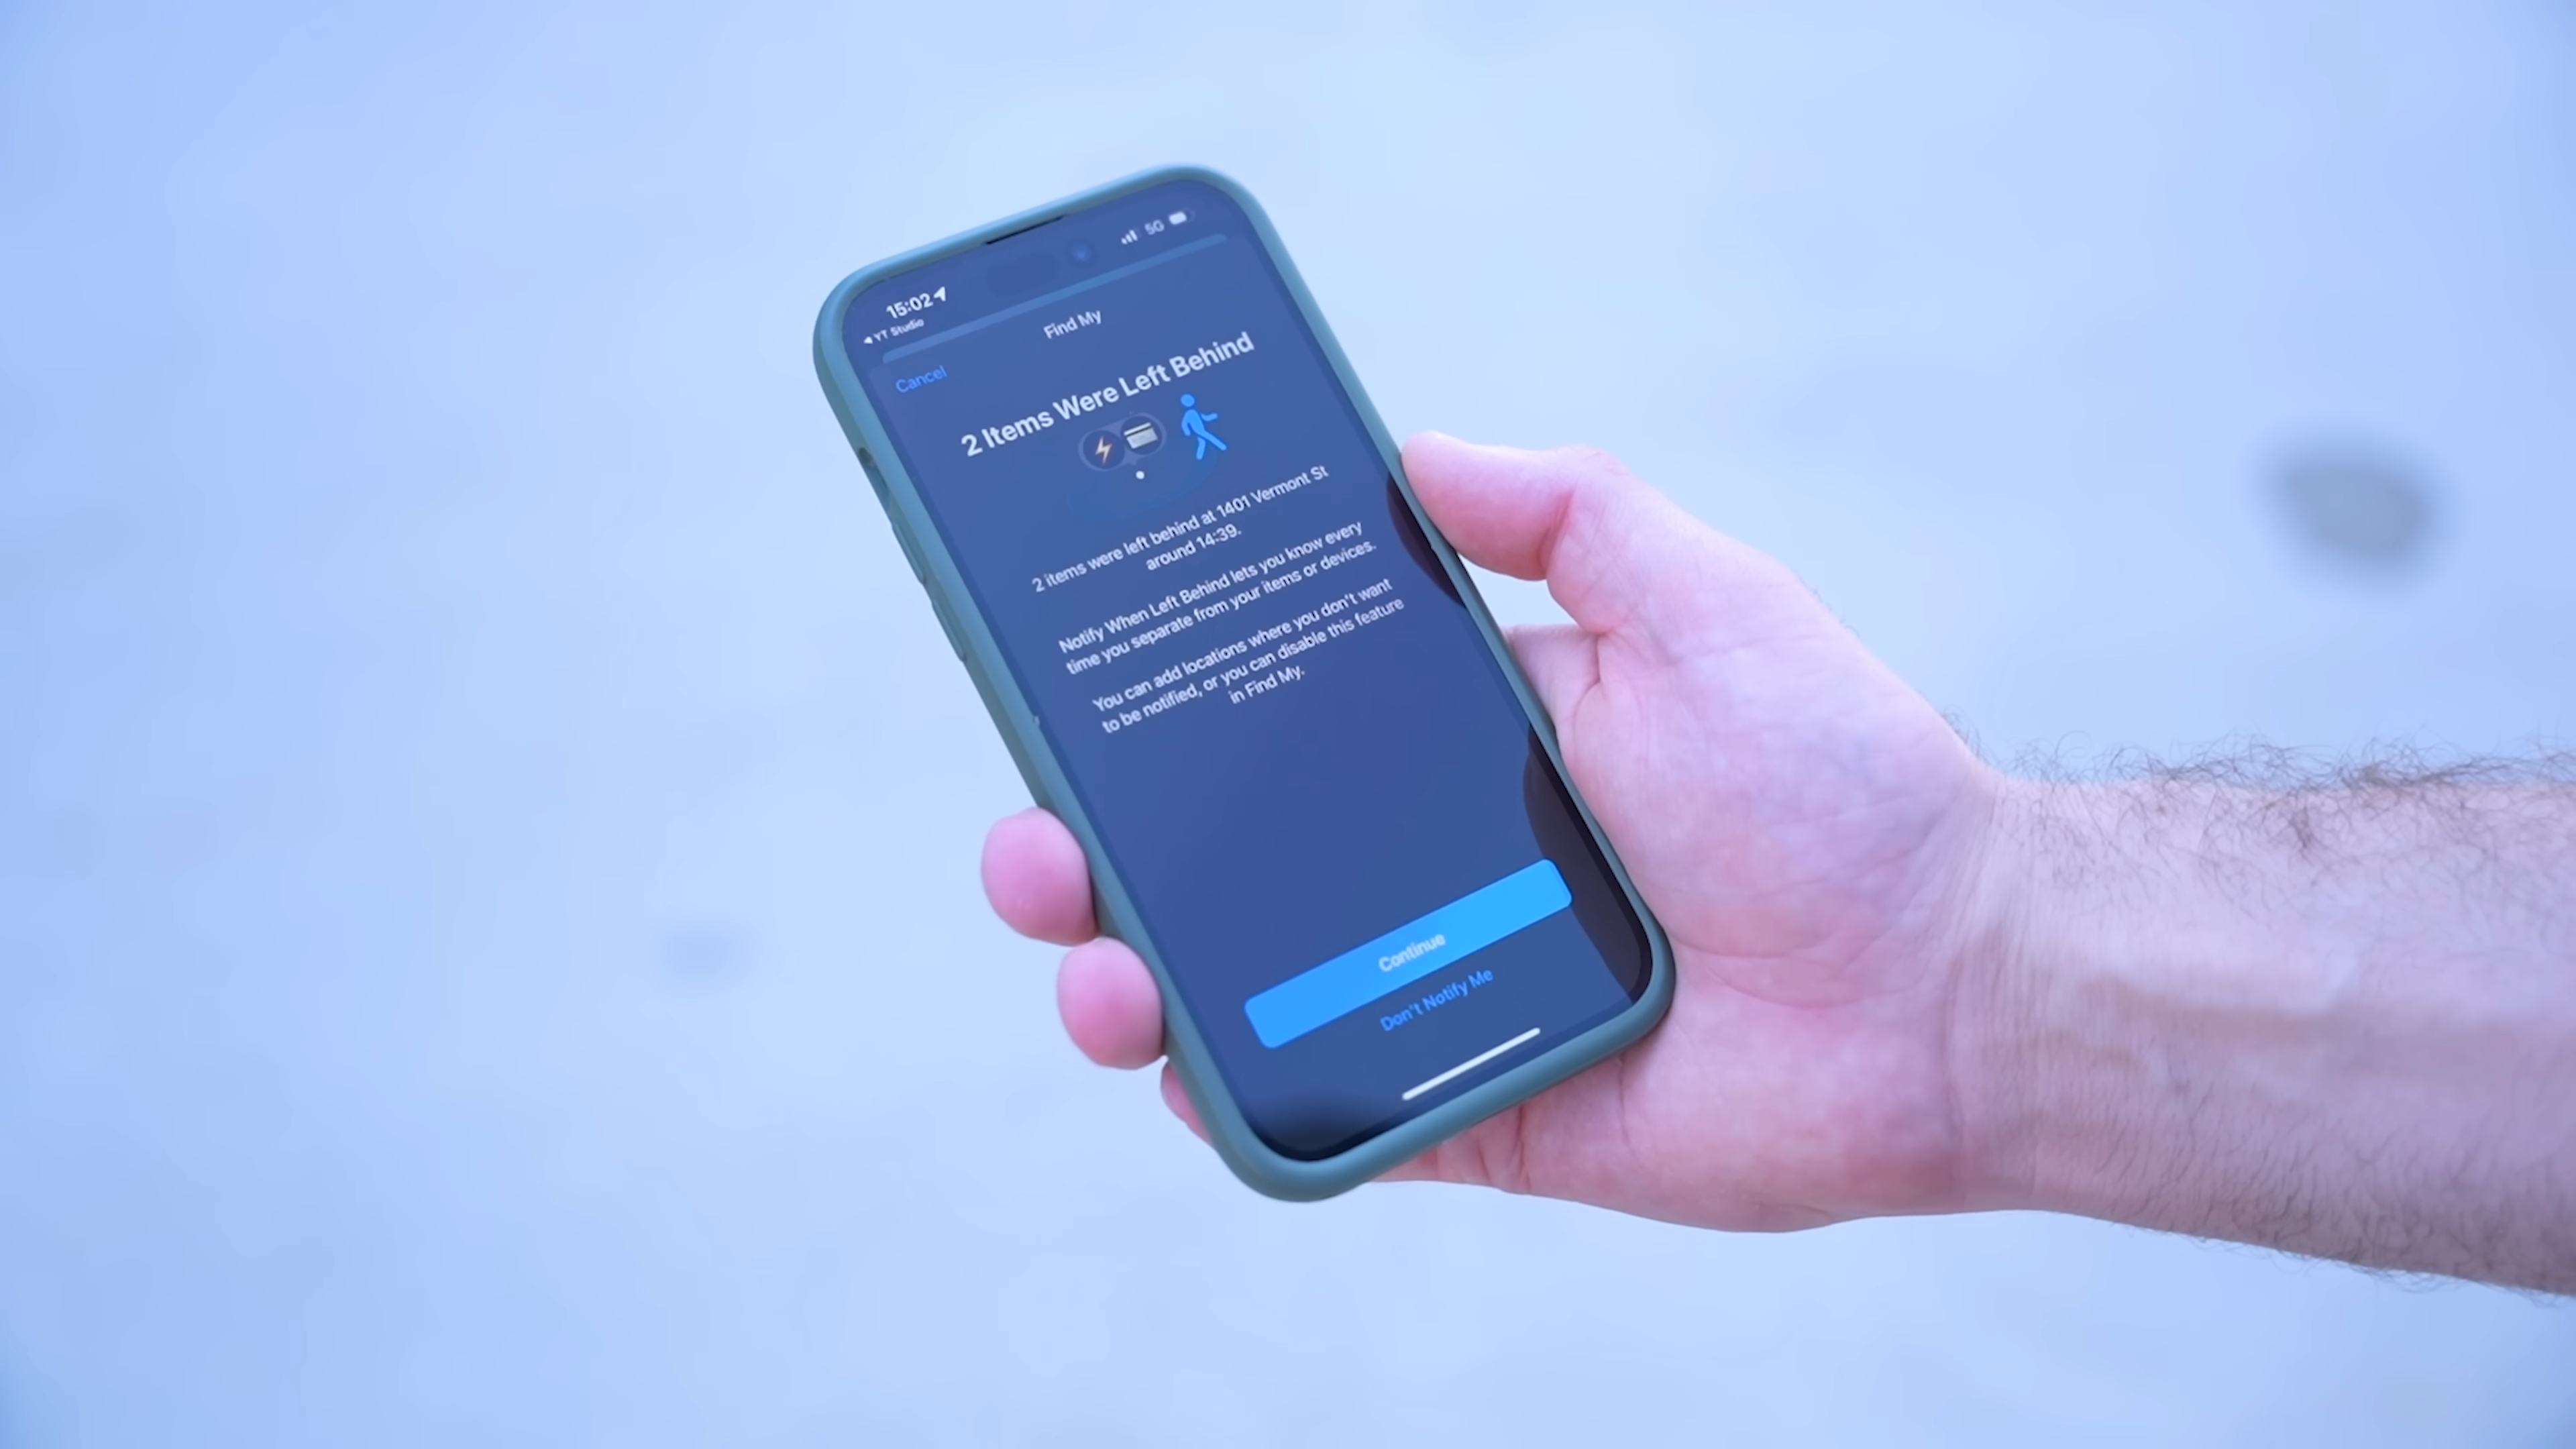 15:02
5G
◀ YT Studio
Find My
Cancel
2 Items Were Left Behind
2 items were left behind at 1401 Vermont St
around 14:39.
Notify When Left Behind lets you know every
time you separate from your items or devices.
You can add locations where you don't want
to be notified, or you can disable this feature
in Find My.
Continue
Don't Notify Me